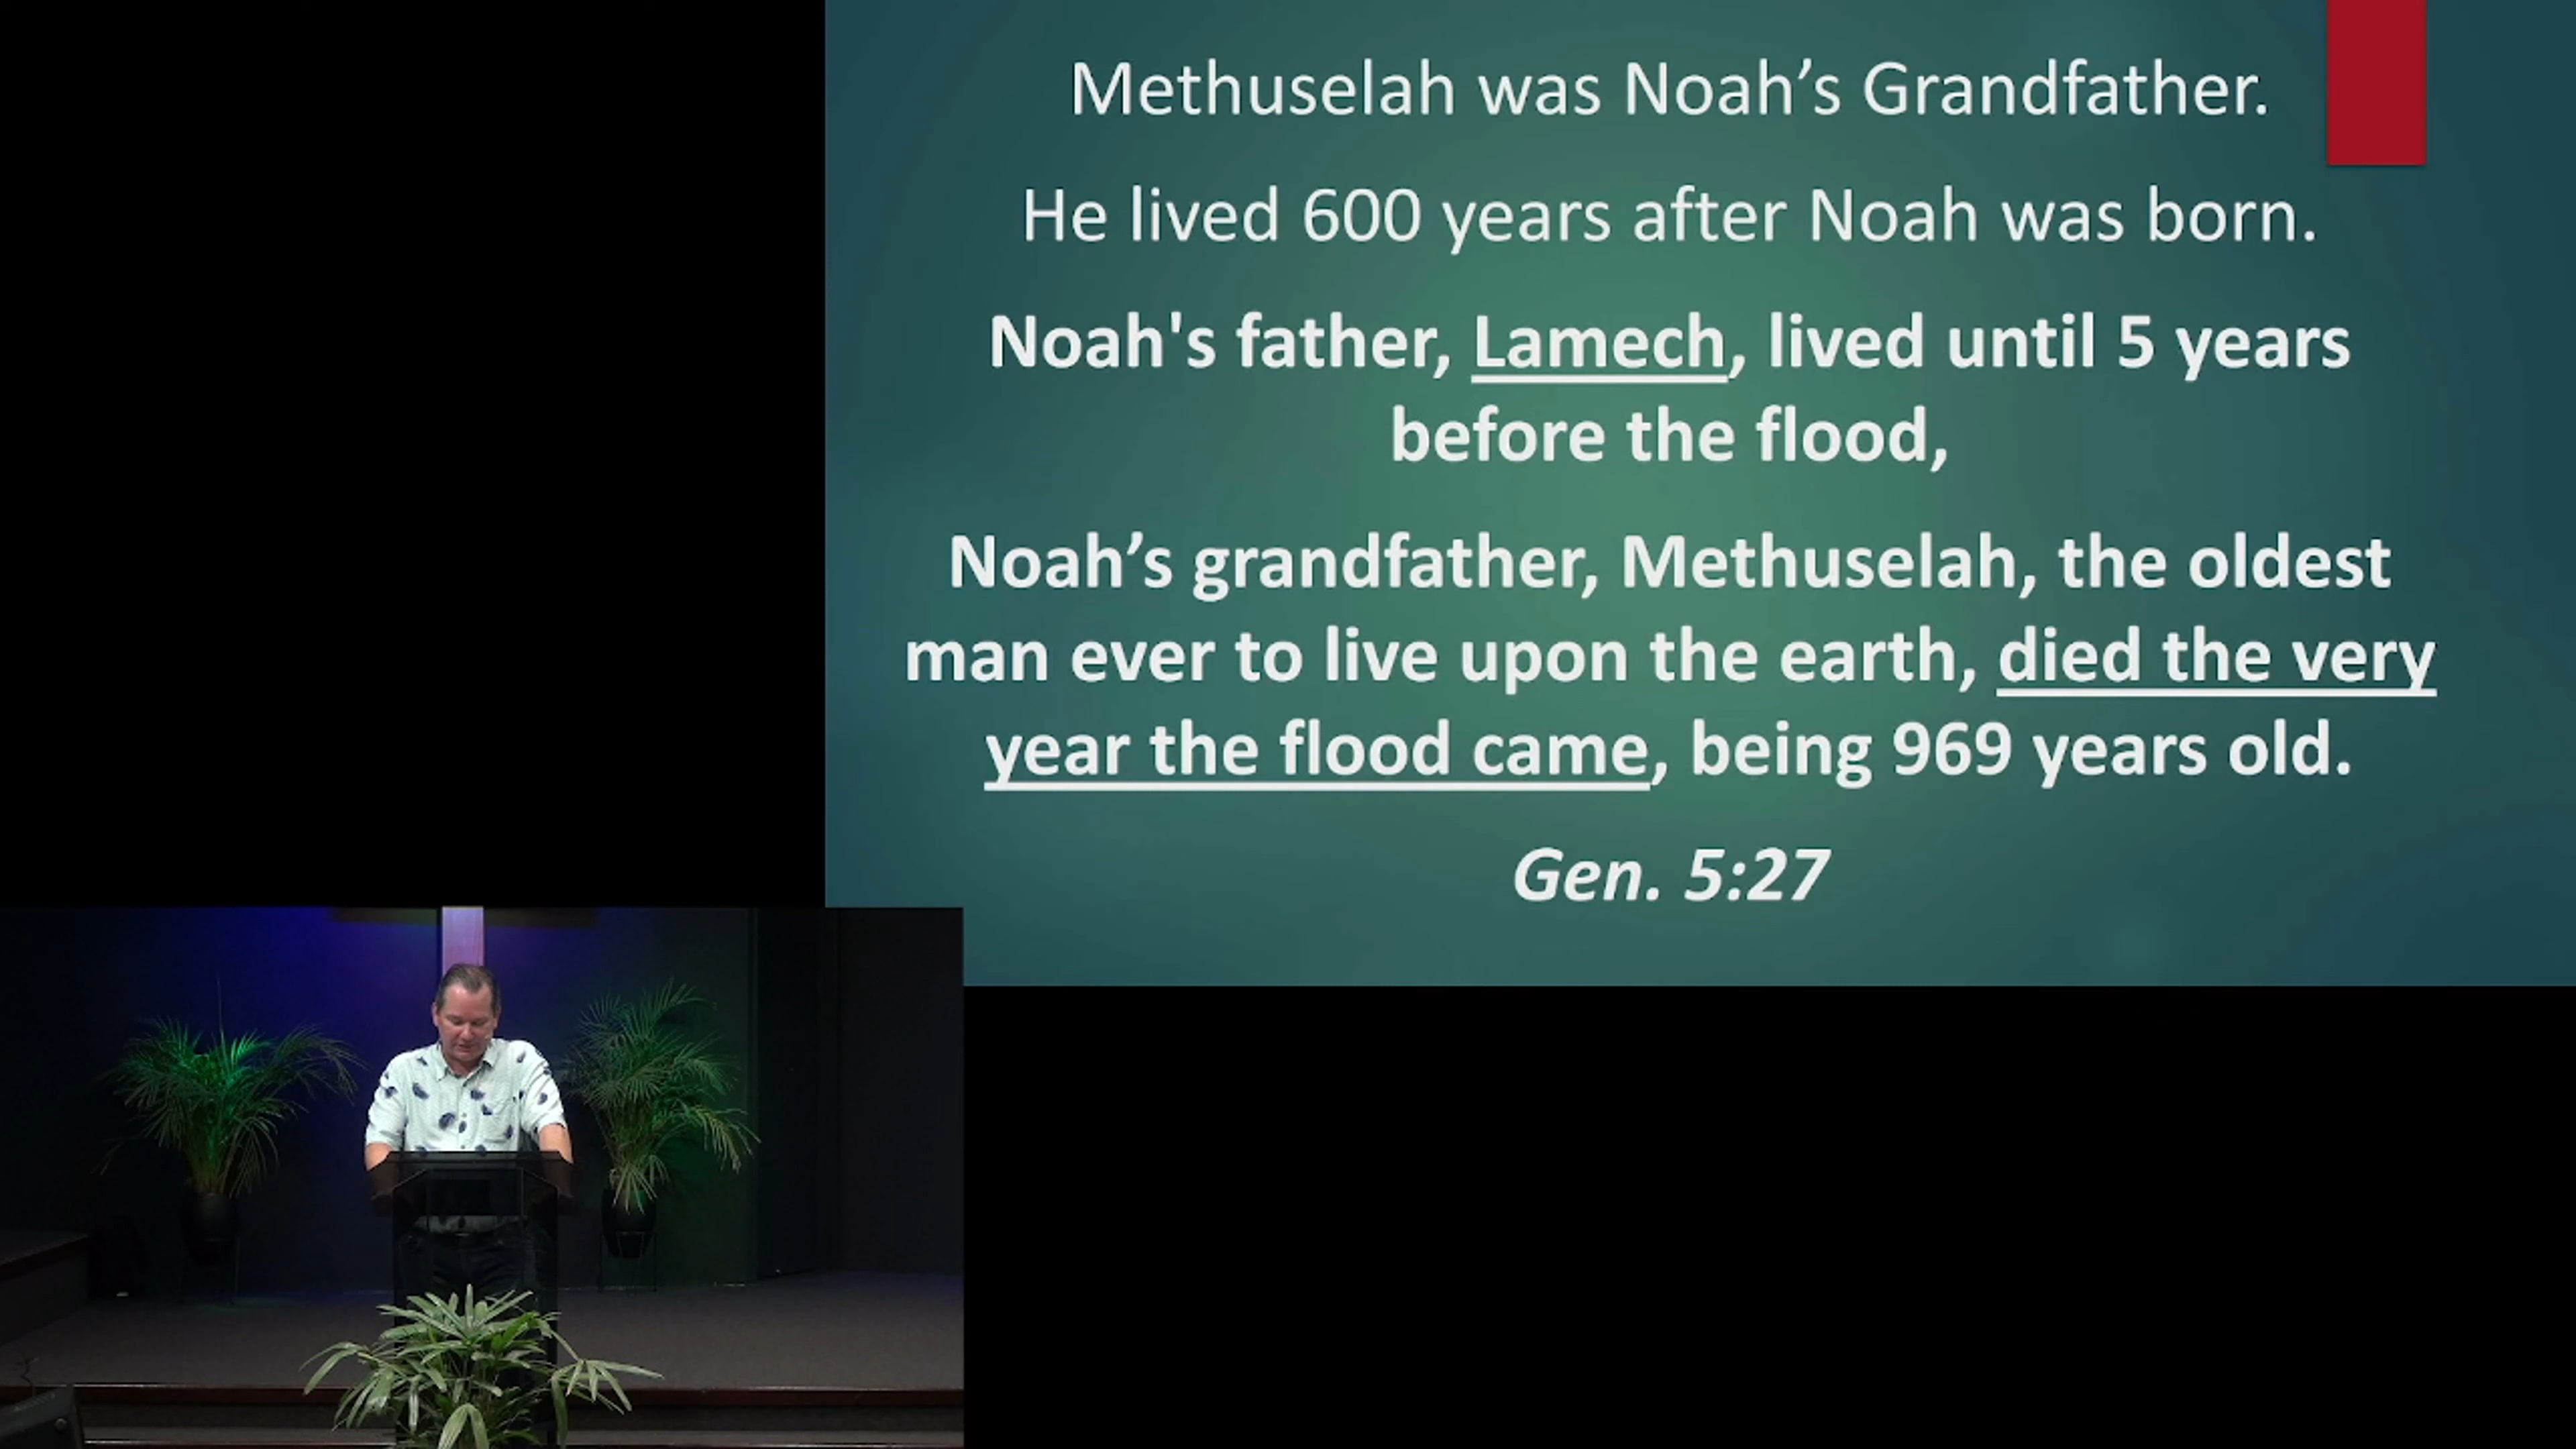 Methuselah was Noah’s Grandfather.
He lived 600 years after Noah was born.
Noah's father, Lamech, lived until 5 years
before the flood,
Noah’s grandfather, Methuselah, the oldest
man ever to live upon the earth, died the very
year the flood came, being 969 years old.
Gen. 5:27